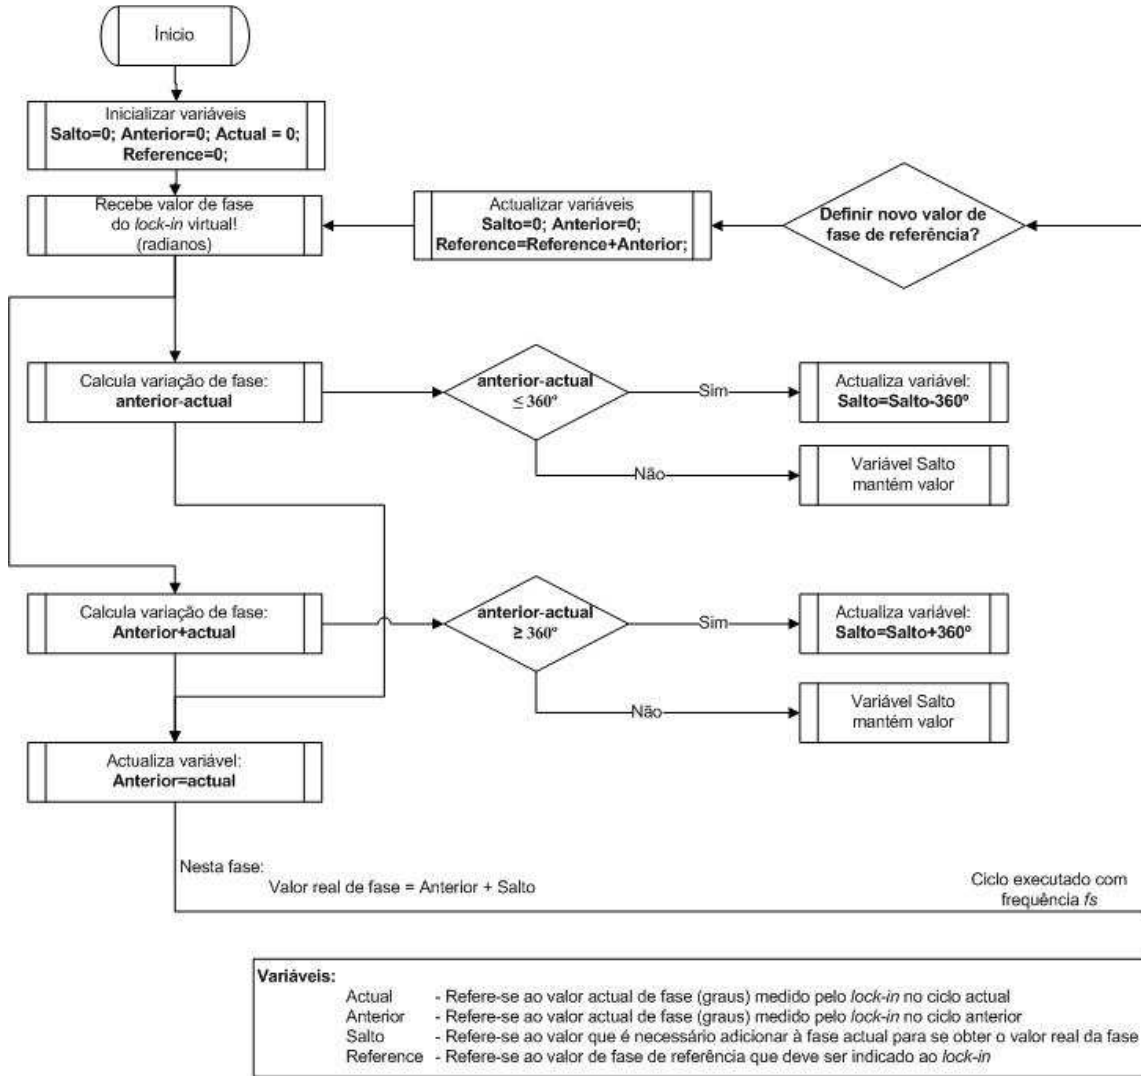 Ínicio
Inicializar variáveis
Salto=0; Anterior=0; Actual = 0;
Reference=0;
Recebe valor de fase
do lock-in virtual!
(radianos)
Actualizar variáveis
Salto=0; Anterior=0;
Reference=Reference+Anterior;
Definir novo valor de
fase de referência?
Calcula variação de fase:
anterior-actual
anterior-actual
≤ 360º
Sim
Actualiza variável:
Salto=Salto-360º
Não
Variável Salto
mantém valor
Calcula variação de fase:
Anterior+actual
anterior-actual
≥ 360º
Sim
Actualiza variável:
Salto=Salto+360º
Não
Variável Salto
mantém valor
Actualiza variável:
Anterior=actual
Nesta fase:
Valor real de fase = Anterior + Salto
Ciclo executado com
frequência fs
Variáveis:
Actual - Refere-se ao valor actual de fase (graus) medido pelo lock-in no ciclo actual
Anterior - Refere-se ao valor actual de fase (graus) medido pelo lock-in no ciclo anterior
Salto - Refere-se ao valor que é necessário adicionar à fase actual para se obter o valor real da fase
Reference - Refere-se ao valor de fase de referência que deve ser indicado ao lock-in